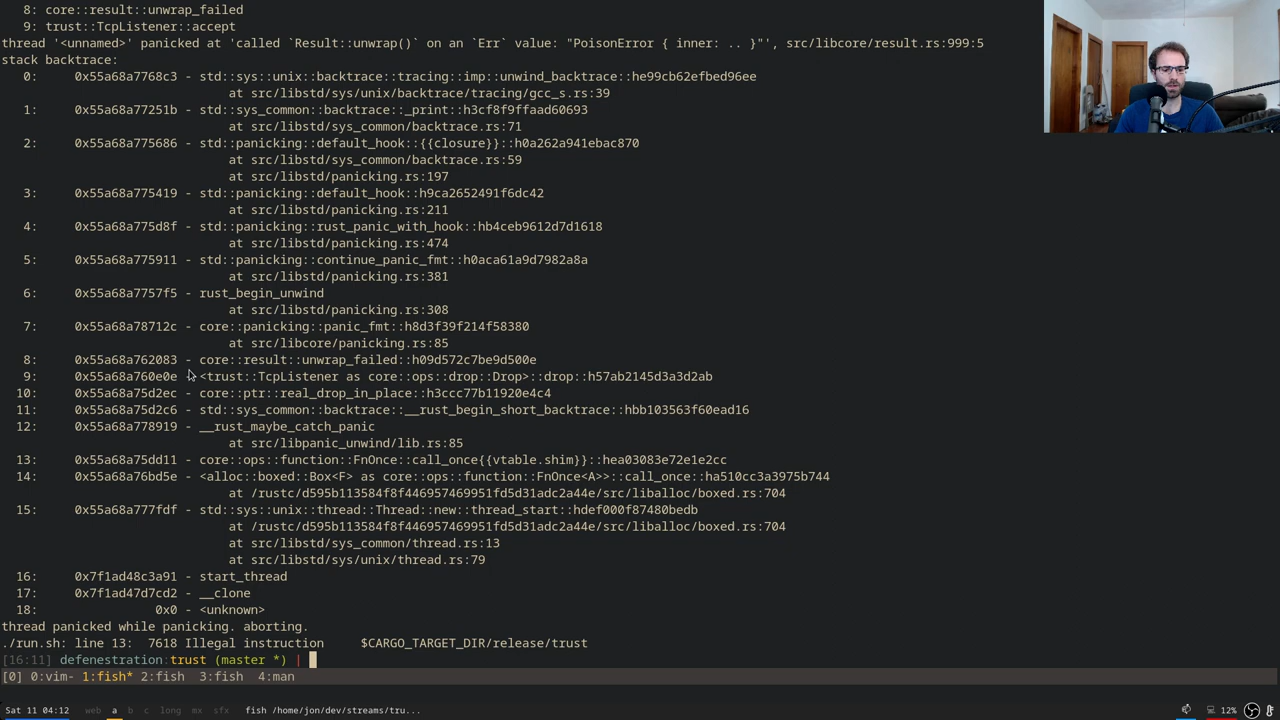 8: core::result::unwrap_failed
9: trust::TcpListener::accept
thread '<unnamed>' panicked at 'called `Result::unwrap()` on an `Err` value: "PoisonError { inner: .. }"', src/libcore/result.rs:999:5
stack backtrace:
0: 0x55a68a7768c3 - std::sys::unix::backtrace::tracing::imp::unwind_backtrace::he99cb62efbed96ee
at src/libstd/sys/unix/backtrace/tracing/gcc_s.rs:39
1: 0x55a68a77251b - std::sys_common::backtrace::_print::h3cf8f9ffaad60693
at src/libstd/sys_common/backtrace.rs:71
2: 0x55a68a775686 - std::panicking::default_hook::{{closure}}::h0a262a941ebac870
at src/libstd/sys_common/backtrace.rs:59
at src/libstd/panicking.rs:197
3: 0x55a68a775419 - std::panicking::default_hook::h9ca2652491f6dc42
at src/libstd/panicking.rs:211
4: 0x55a68a775d8f - std::panicking::rust_panic_with_hook::hb4ceb9612d7d1618
at src/libstd/panicking.rs:474
5: 0x55a68a775911 - std::panicking::continue_panic_fmt::h0aca61a9d7982a8a
at src/libstd/panicking.rs:381
6: 0x55a68a7757f5 - rust_begin_unwind
at src/libstd/panicking.rs:308
7: 0x55a68a78712c - core::panicking::panic_fmt::h8d3f39f214f58380
at src/libcore/panicking.rs:85
8: 0x55a68a762083 - core::result::unwrap_failed::h09d572c7be9d500e
9: 0x55a68a760e0e - <trust::TcpListener as core::ops::drop::Drop>::drop::h57ab2145d3a3d2ab
10: 0x55a68a75d2ec - core::ptr::real_drop_in_place::h3ccc77b11920e4c4
11: 0x55a68a75d2c6 - std::sys_common::backtrace::__rust_begin_short_backtrace::hbb103563f60ead16
12: 0x55a68a778919 - __rust_maybe_catch_panic
at src/libpanic_unwind/lib.rs:85
13: 0x55a68a75dd11 - core::ops::function::FnOnce::call_once{{vtable.shim}}::hea03083e72e1e2cc
14: 0x55a68a76bd5e - <alloc::boxed::Box<F> as core::ops::function::FnOnce<A>>::call_once::ha510cc3a3975b744
at /rustc/d595b113584f8f446957469951fd5d31adc2a44e/src/liballoc/boxed.rs:704
15: 0x55a68a777fdf - std::sys::unix::thread::Thread::new::thread_start::hdef000f87480bedb
at /rustc/d595b113584f8f446957469951fd5d31adc2a44e/src/liballoc/boxed.rs:704
at src/libstd/sys_common/thread.rs:13
at src/libstd/sys/unix/thread.rs:79
16: 0x7f1ad48c3a91 - start_thread
17: 0x7f1ad47d7cd2 - __clone
18: 0x0 - <unknown>
thread panicked while panicking. aborting.
./run.sh: line 13: 7618 Illegal instruction $CARGO_TARGET_DIR/release/trust
[16:11] defenestration:trust (master *) |
[0] 0:vim- 1:fish* 2:fish 3:fish 4:man
Sat 11 04:12 web a b c long mx sfx fish /home/jon/dev/streams/tru... 12%